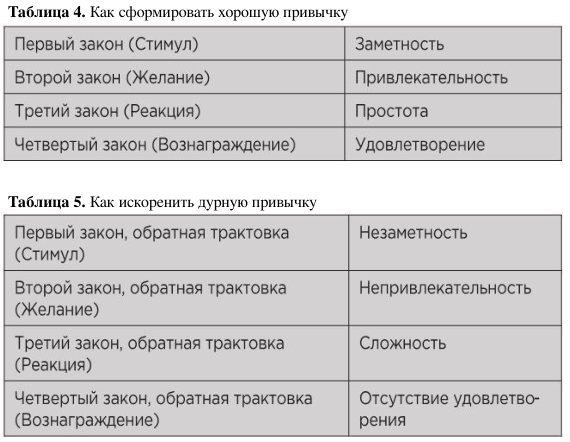 Таблица 4. Как сформировать хорошую привычку
Первый закон (Стимул) Заметность
Второй закон (Желание) Привлекательность
Третий закон (Реакция) Простота
Четвертый закон (Вознаграждение) Удовлетворение
Таблица 5. Как искоренить дурную привычку
Первый закон, обратная трактовка Незаметность
(Стимул)
Второй закон, обратная трактовка Непривлекательность
(Желание)
Третий закон, обратная трактовка Сложность
(Реакция)
Четвертый закон, обратная трактовка Отсутствие удовлетво-
(Вознаграждение) рения